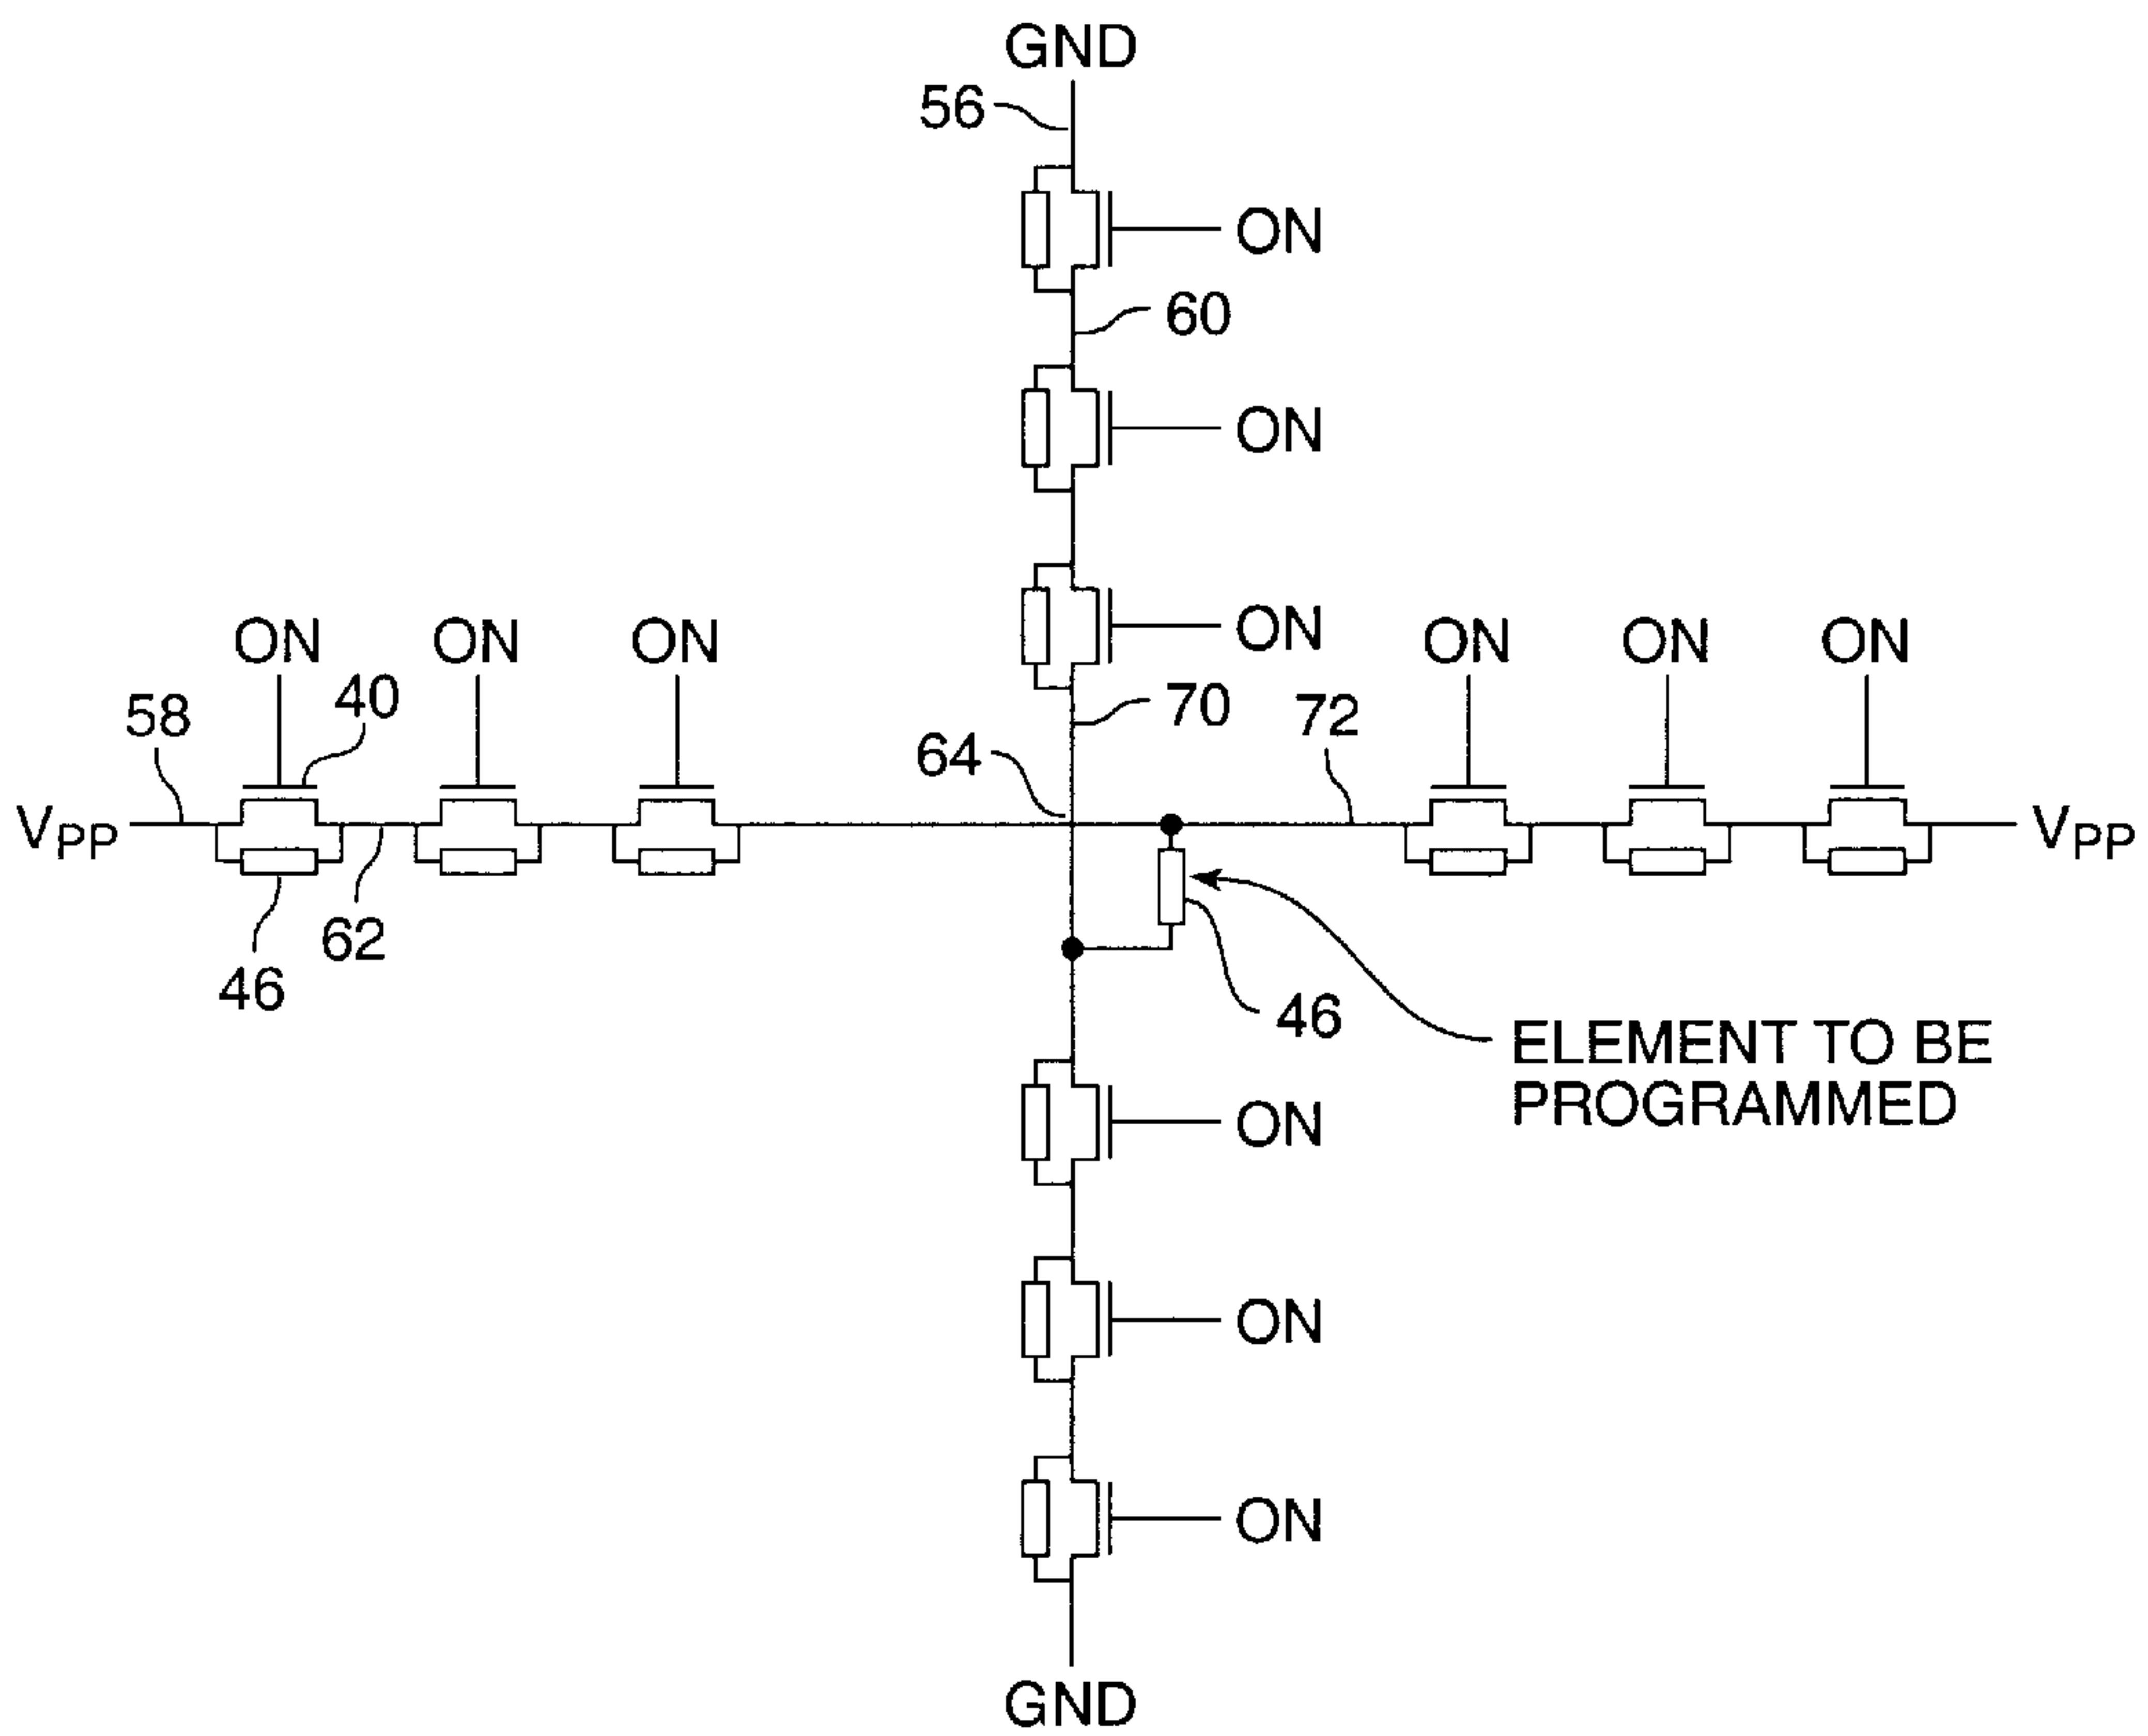 GND
56
ON
60
ON
ON
ON ON ON
ON ON ON
40
70
72
58
64
VPP
VPP
62
46
46
ELEMENT TO BE
PROGRAMMED
ON
ON
ON
GND